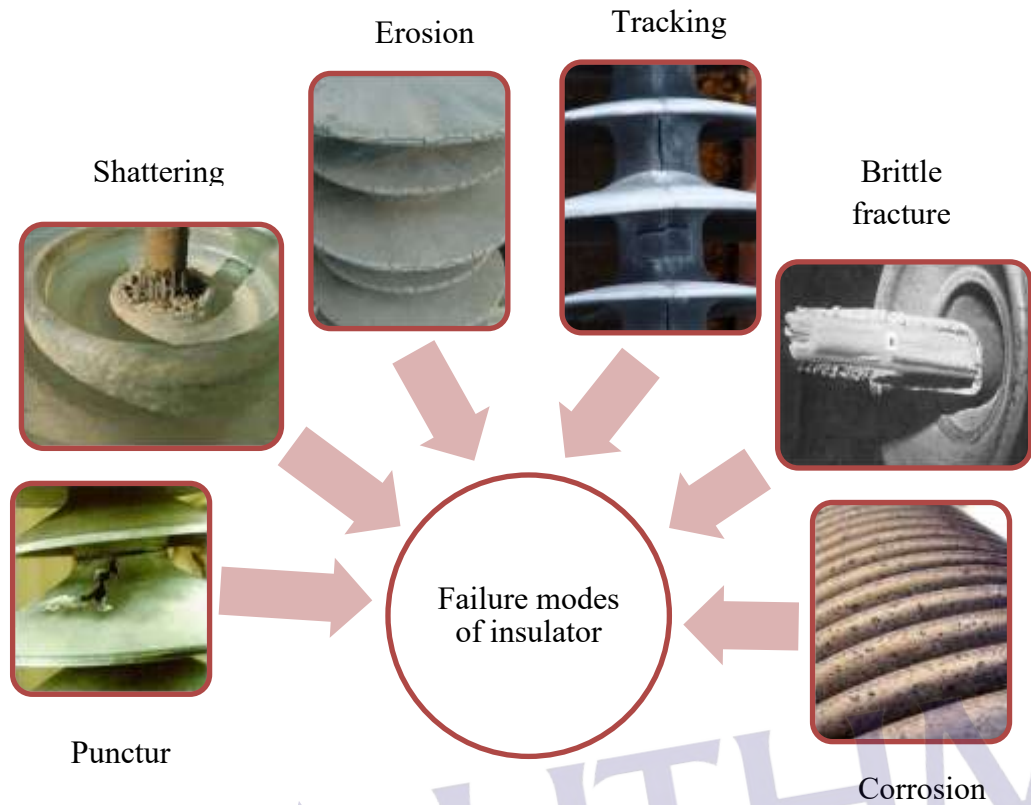 Erosion
Tracking
Shattering
Brittle
fracture
Failure modes
of insulator
Punctur
Corrosion